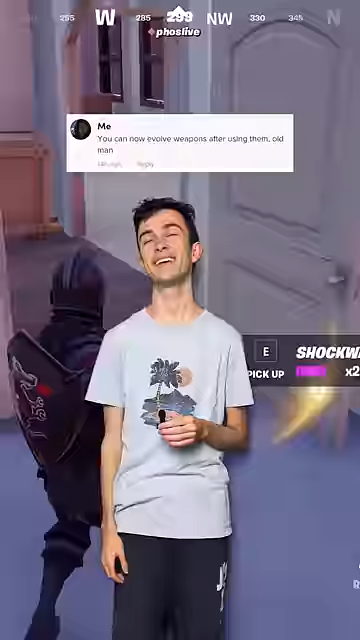 255 W 285 299 NW 330 345 N
phoslive
Me
You can now evolve weapons after using them, old
man
Reply
E SHOCKWA
PICK UP x2